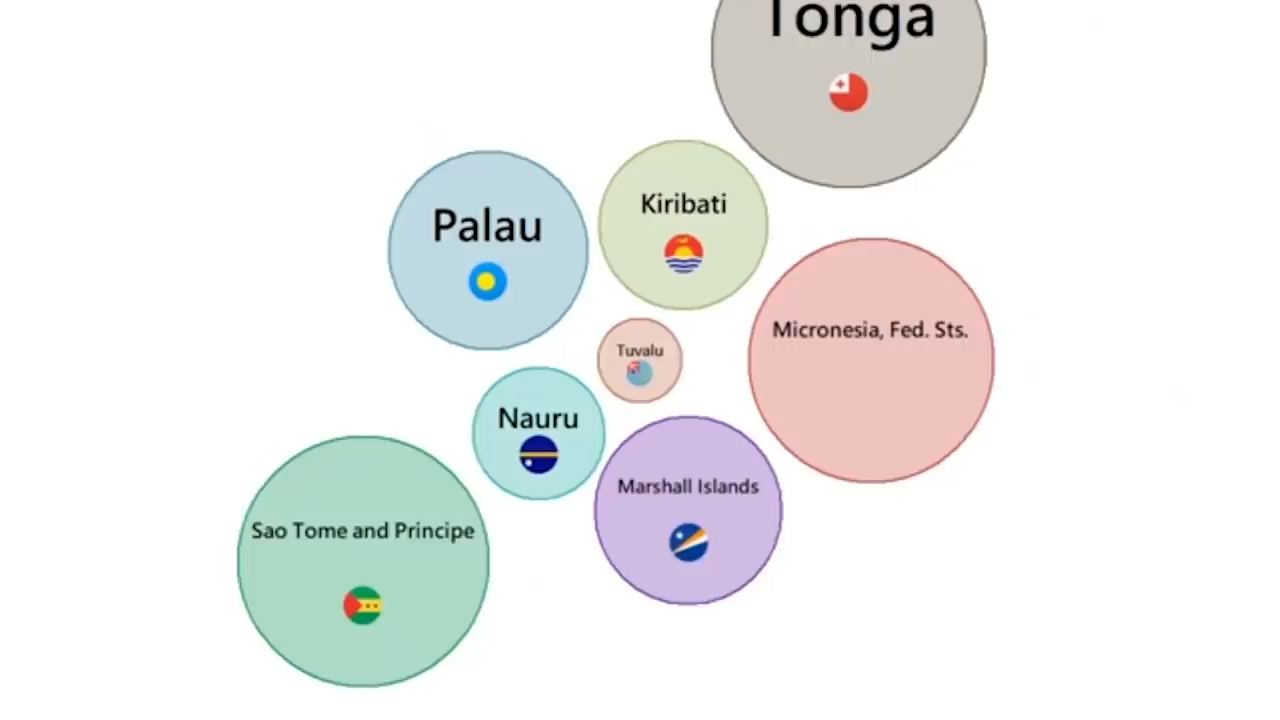 Tonga
Kiribati
Palau
Micronesia, Fed. Sts.
Tuvalu
Nauru
Marshall Islands
Sao Tome and Principe